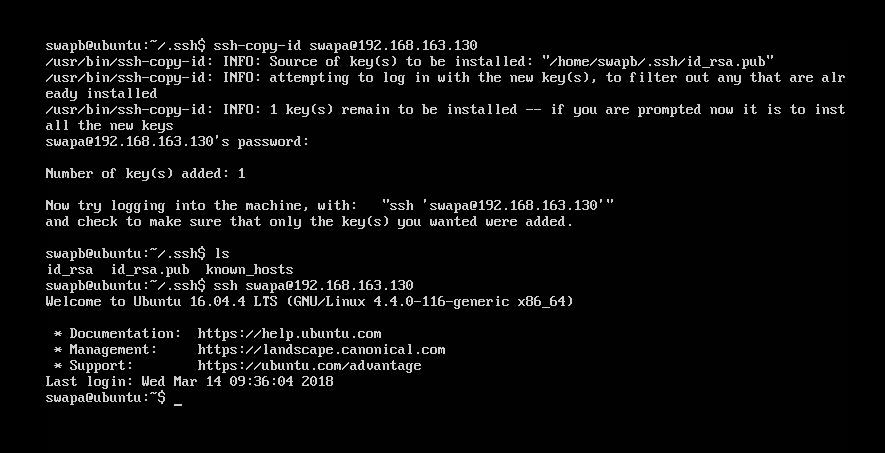 swapb@ubuntu:~/.ssh$ ssh-copy-id swapa@192.168.163.130
/usr/bin/ssh-copy-id: INFO: Source of key(s) to be installed: "/home/swapb/.ssh/id_rsa.pub"
/usr/bin/ssh-copy-id: INFO: attempting to log in with the new key(s), to filter out any that are alr
eady installed
/usr/bin/ssh-copy-id: INFO: 1 key(s) remain to be installed -- if you are prompted now it is to inst
all the new keys
swapa@192.168.163.130's password:

Number of key(s) added: 1

Now try logging into the machine, with:   "ssh 'swapa@192.168.163.130'"
and check to make sure that only the key(s) you wanted were added.

swapb@ubuntu:~/.ssh$ ls
id_rsa  id_rsa.pub  known_hosts
swapb@ubuntu:~/.ssh$ ssh swapa@192.168.163.130
Welcome to Ubuntu 16.04.4 LTS (GNU/Linux 4.4.0-116-generic x86_64)

 * Documentation:  https://help.ubuntu.com
 * Management:     https://landscape.canonical.com
 * Support:        https://ubuntu.com/advantage
Last login: Wed Mar 14 09:36:04 2018
swapa@ubuntu:~$ _